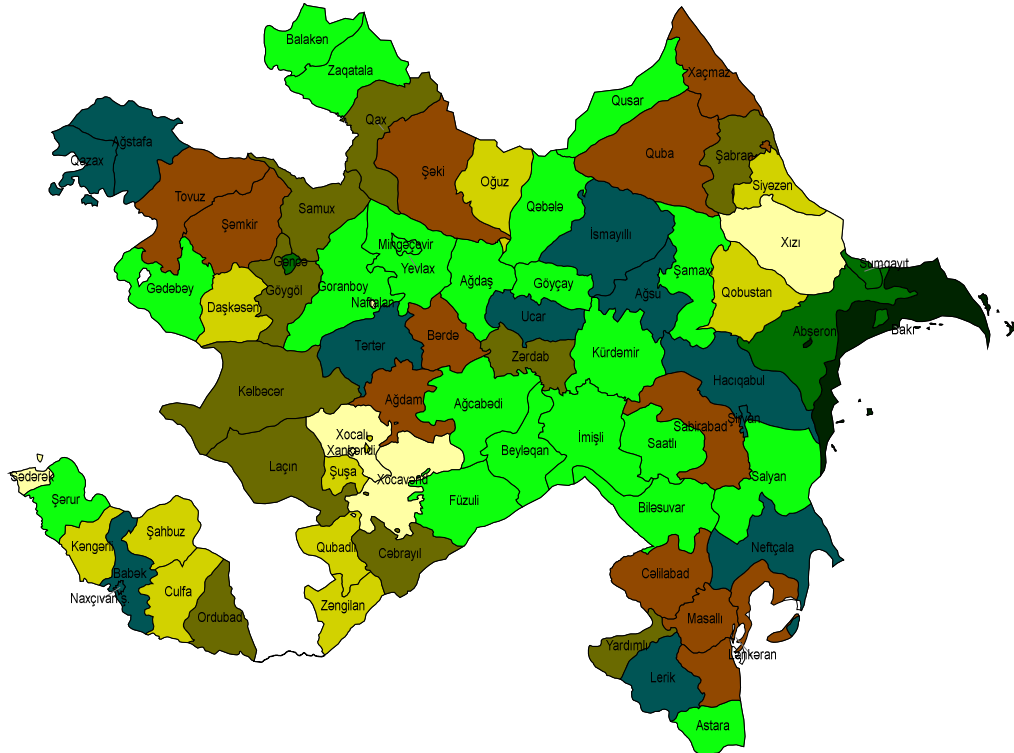 Balakən
Zaqatala
Xaçmaz
Qusar
Qax
Ağstafa
Qazax
Quba
Şabran
Şəki
Oğuz
Siyəzən
Tovuz
Samux
Qəbələ
Şəmkir
İsmayıllı
Xızı
Mingəçevir
Gəncə
Yevlax
Sumqayıt
Şamaxı
Gədəbəy
Göygöl
Goranboy
Ağdaş
Göyçay
Ağsu
Qobustan
Daşkəsən
Naftalan
Ucar
Abşeron
Bakı
Bərdə
Tərtər
Zərdab
Kürdəmir
Hacıqabul
Kəlbəcər
Ağdam
Ağcabədi
Şirvan
Sabirabad
Xocalı
İmişli
Saatlı
Xankəndi
Beyləqan
Laçın
Şuşa
Sədərək
Xocavənd
Salyan
Şərur
Füzuli
Biləsuvar
Şahbuz
Kəngərli
Qubadlı
Cəbrayıl
Neftçala
Babək
Cəlilabad
Culfa
Naxçıvan ş.
Zəngilan
Ordubad
Masallı
Yardımlı
Lənkəran
Lerik
Astara